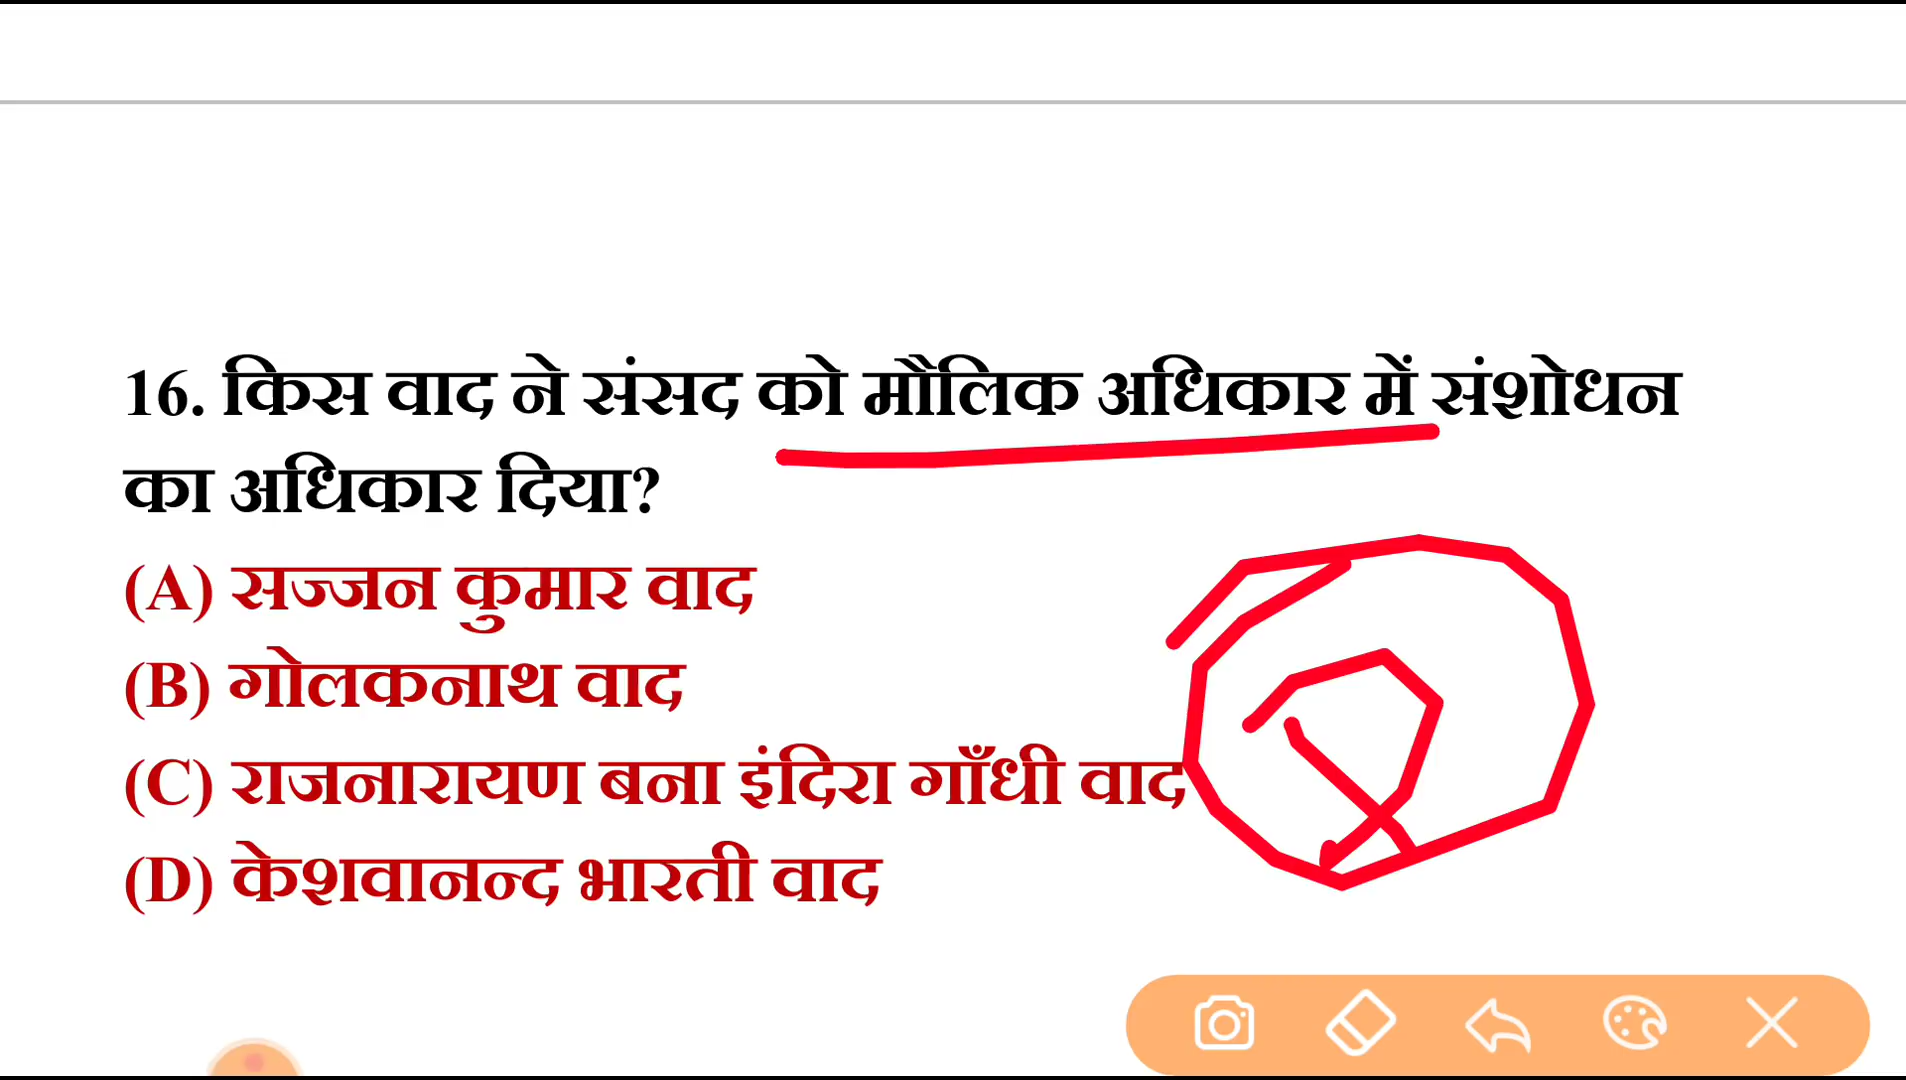 16. किस वाद ने संसद को मौलिक अधिकार में संशोधन
का अधिकार दिया?
(A) सज्जन कुमार वाद
(B) गोलकनाथ वाद
(C) राजनारायण बना इंदिरा गाँधी वाद
(D) केशवानन्द भारती वाद